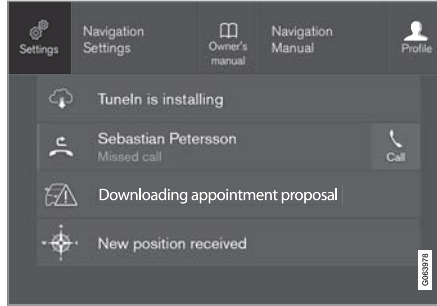 Settings
Navigation
Settings
Owner's
manual
Navigation
Manual
Profile
TuneIn is installing
Sebastian Petersson
Missed call
Call
Downloading appointment proposal
New position received
G063978